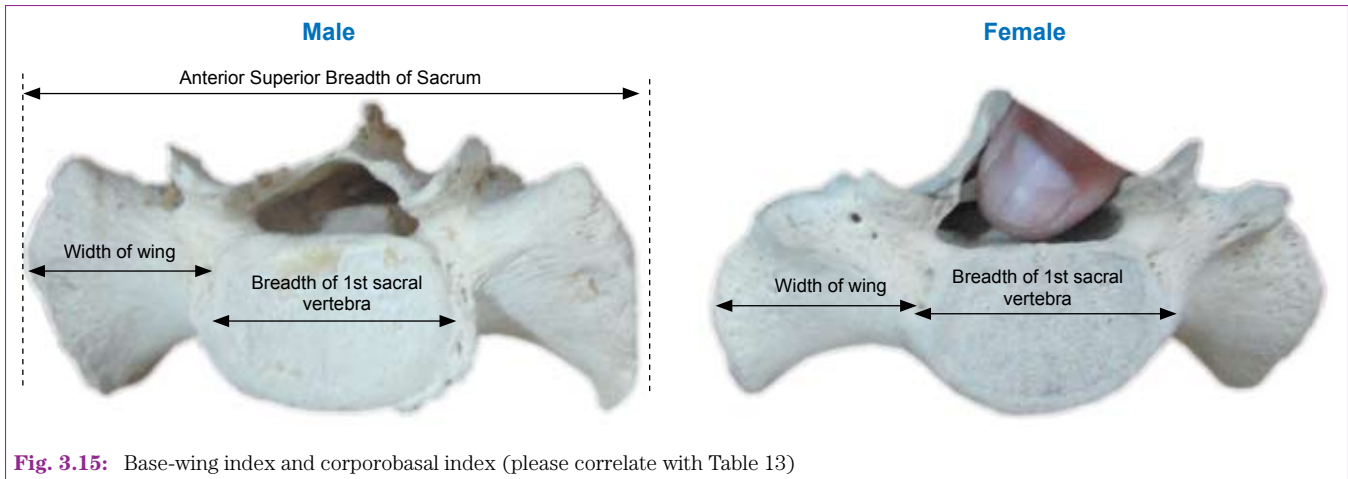 Male
Female
Anterior Superior Breadth of Sacrum
Width of wing
Breadth of 1st sacral
vertebra
Width of wing
Breadth of 1st sacral
vertebra
Fig. 3.15: Base-wing index and corporobasal index (please correlate with Table 13)